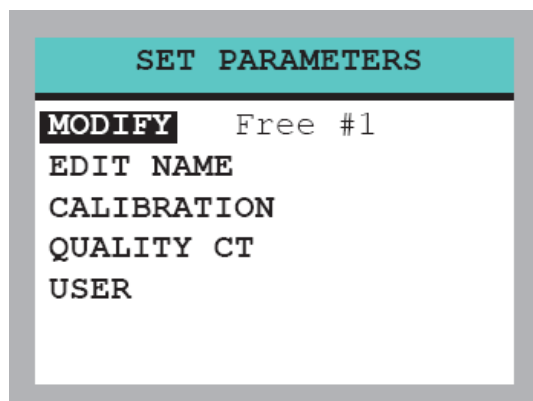 SET PARAMETERS
MODIFY Free #1
EDIT NAME
CALIBRATION
QUALITY CT
USER